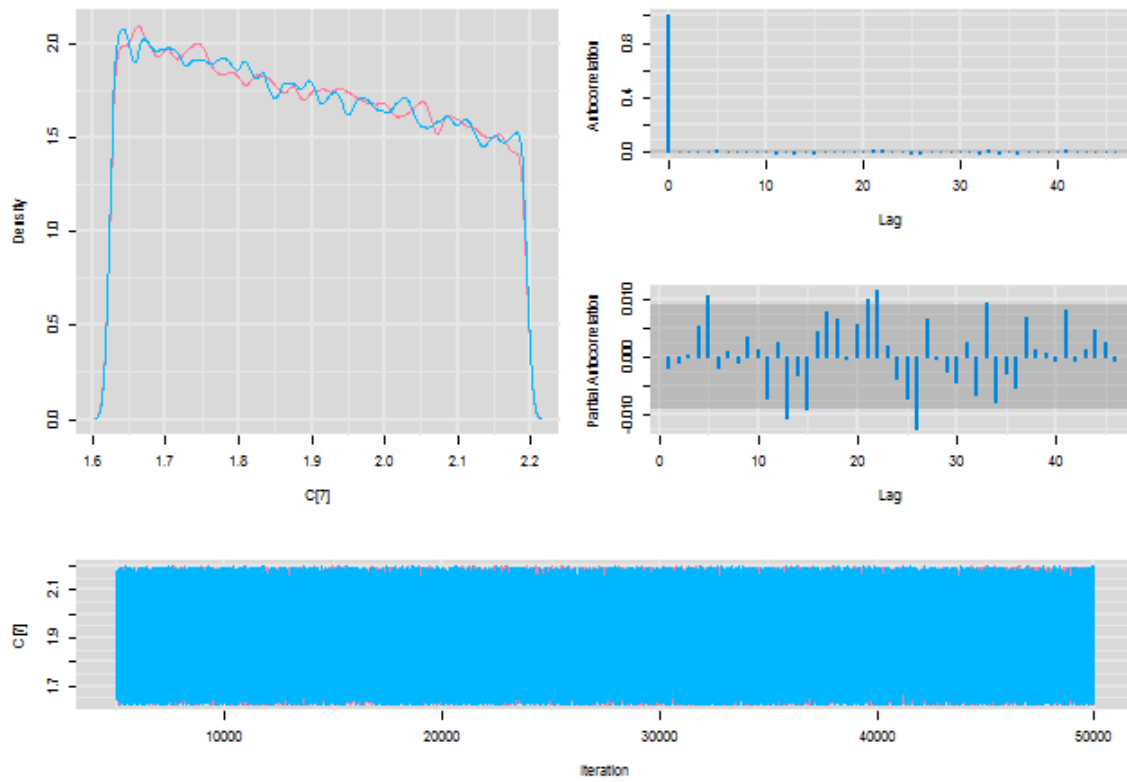 2.0
1.5
1.0
0.5
0.0
Density
1.6 1.7 1.8 1.9 2.0 2.1 2.2
C[7]
0.8
0.4
0.0
Autocorrelation
0 10 20 30 40
Lag
0.010
0.000
-0.010
Partial Autocorrelation
0 10 20 30 40
Lag
2.1
1.9
1.7
C[7]
10000 20000 30000 40000 50000
Iteration